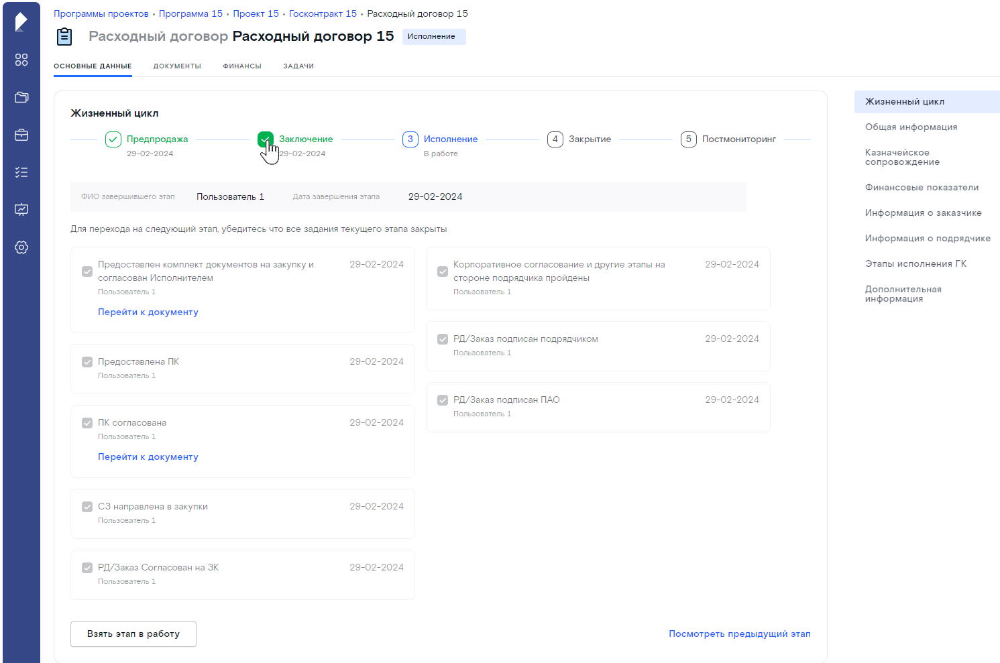 Программы проектов • Программа 15 • Проект 15 • Госконтракт 15 • Расходный договор 15
Расходный договор Расходный договор 15 Исполнение
ОСНОВНЫЕ ДАННЫЕ ДОКУМЕНТЫ ФИНАНСЫ ЗАДАЧИ
Жизненный цикл
Предпродажа
29-02-2024
Заключение
29-02-2024
3 Исполнение
В работе
4 Закрытие
5 Постмониторинг
ФИО завершившего этап Пользователь 1 Дата завершения этапа 29-02-2024
Для перехода на следующий этап, убедитесь что все задания текущего этапа закрыты
Предоставлен комплект документов на закупку и 29-02-2024
согласован Исполнителем
Пользователь 1
Перейти к документу
Предоставлена ПК 29-02-2024
Пользователь 1
ПК согласована 29-02-2024
Пользователь 1
Перейти к документу
СЗ направлена в закупки 29-02-2024
Пользователь 1
РД/Заказ Согласован на ЗК 29-02-2024
Пользователь 1
Корпоративное согласование и другие этапы на 29-02-2024
стороне подрядчика пройдены
Пользователь 1
РД/Заказ подписан подрядчиком 29-02-2024
Пользователь 1
РД/Заказ подписан ПАО 29-02-2024
Пользователь 1
Взять этап в работу Посмотреть предыдущий этап
Жизненный цикл
Общая информация
Казначейское
сопровождение
Финансовые показатели
Информация о заказчике
Информация о подрядчике
Этапы исполнения ГК
Дополнительная
информация